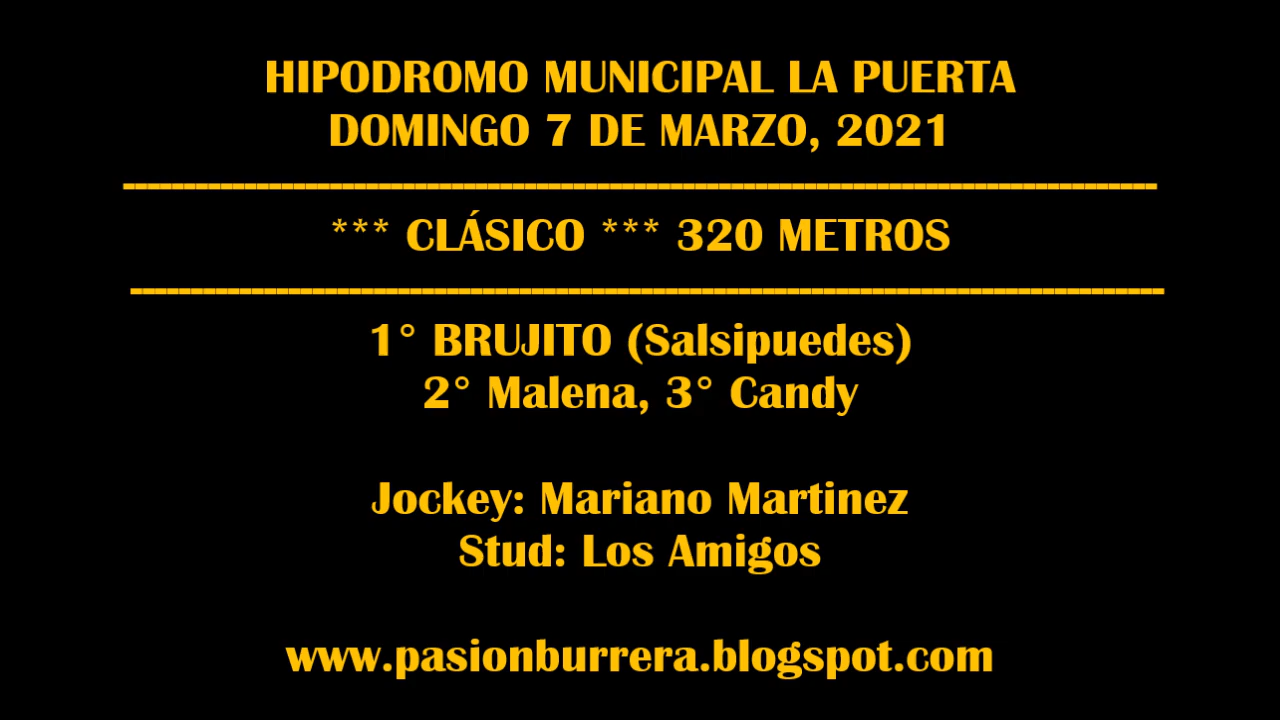 HIPODROMO MUNICIPAL LA PUERTA
DOMINGO 7 DE MARZO, 2021
*** CLÁSICO *** 320 METROS
1° BRUJITO (Salsipuedes)
2° Malena, 3° Candy
Jockey: Mariano Martinez
Stud: Los Amigos
www.pasionburrera.blogspot.com